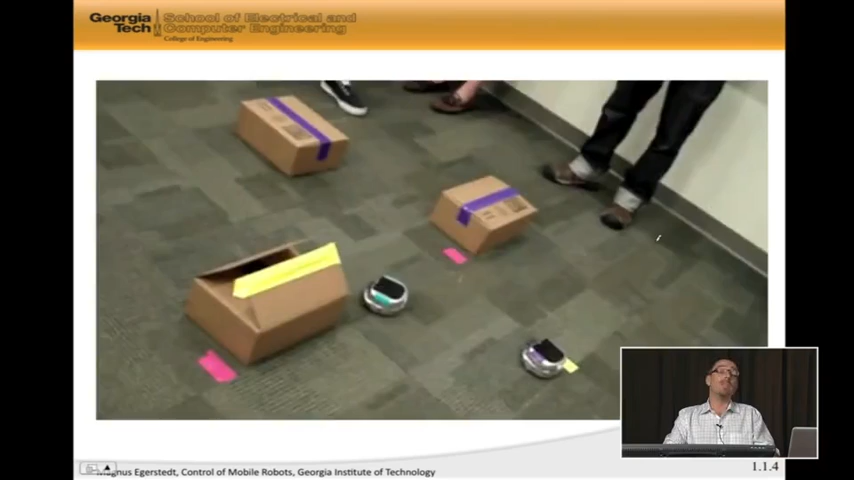 Georgia Tech
School of Electrical and
Computer Engineering
College of Engineering
Magnus Egerstedt, Control of Mobile Robots, Georgia Institute of Technology
1.1.4